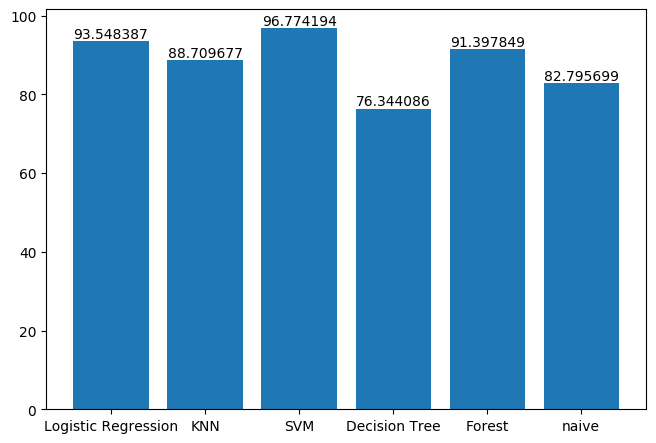 100
80
60
40
20
0
93.548387
88.709677
96.774194
76.344086
91.397849
82.795699
Logistic Regression
KNN
SVM
Decision Tree
Forest
naive